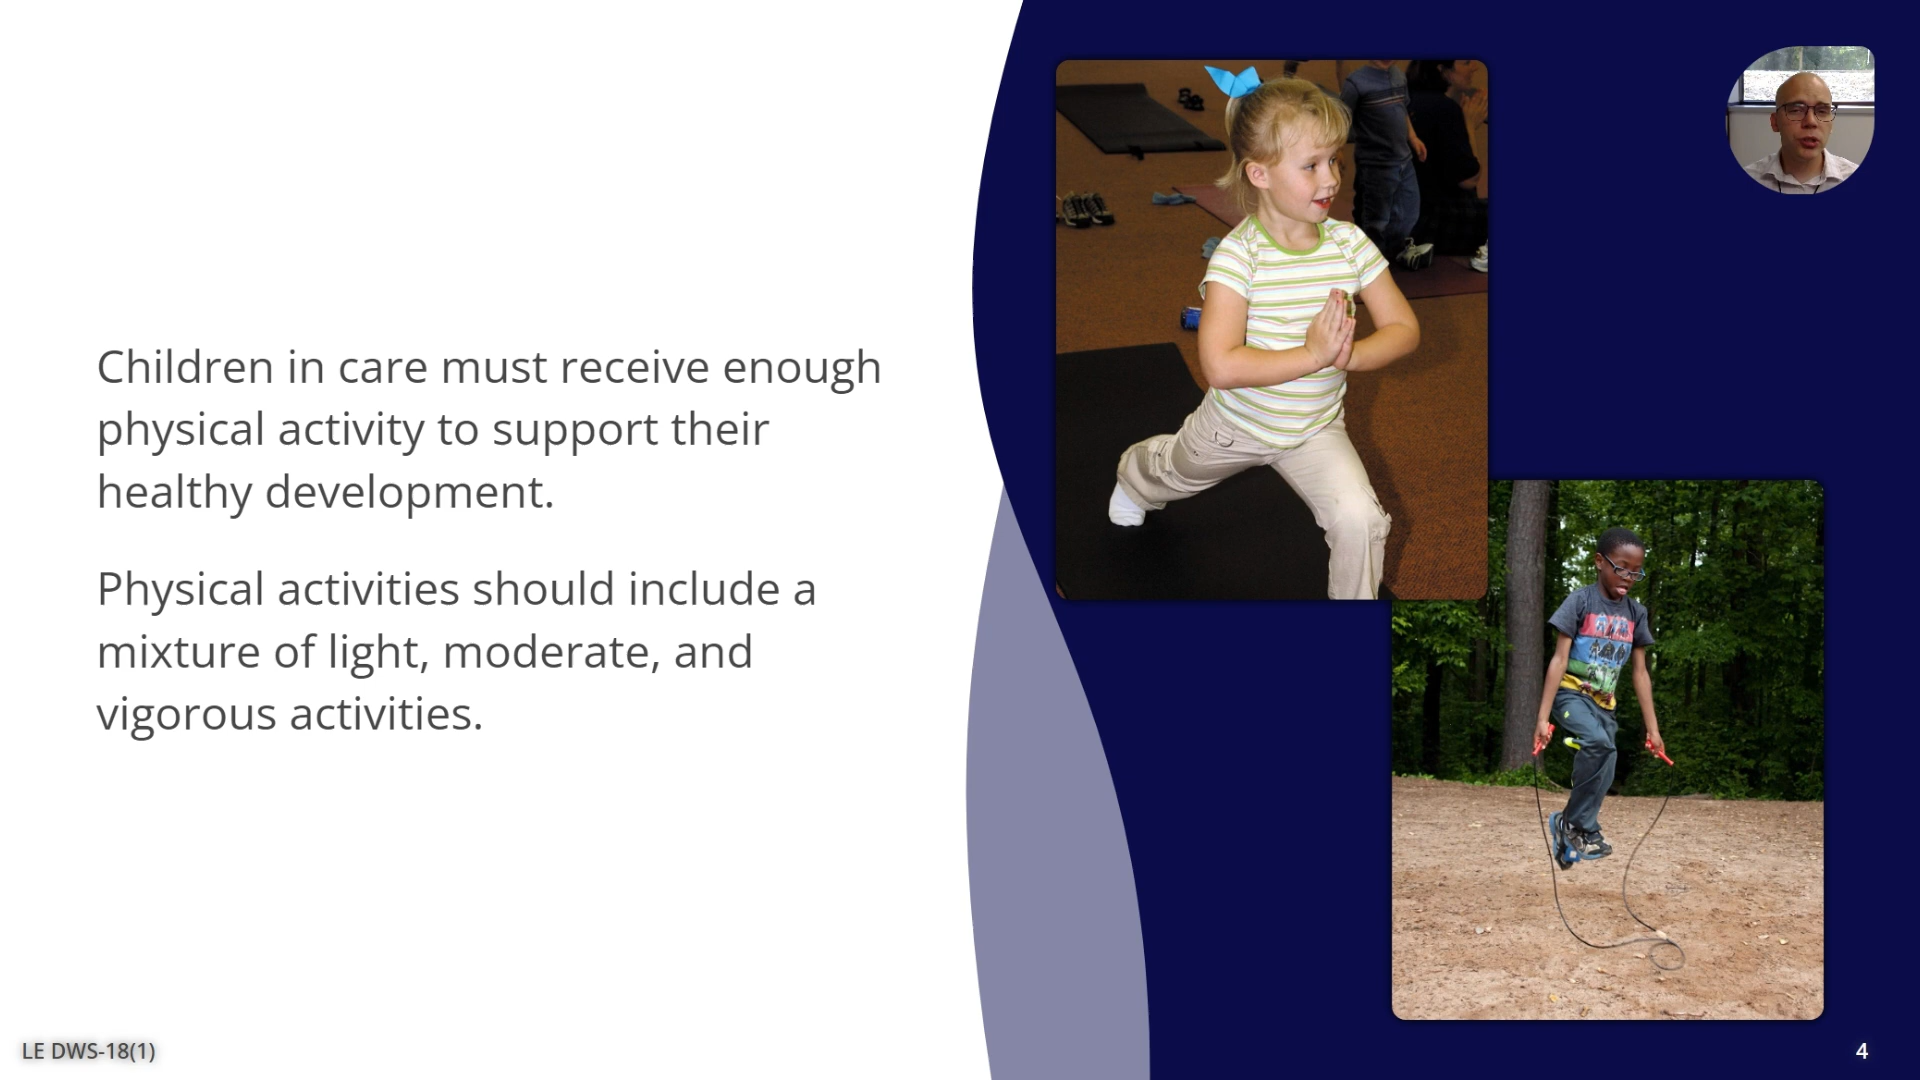 Children in care must receive enough
physical activity to support their
healthy development.
Physical activities should include a
mixture of light, moderate, and
vigorous activities.
LE DWS-18(1)
4